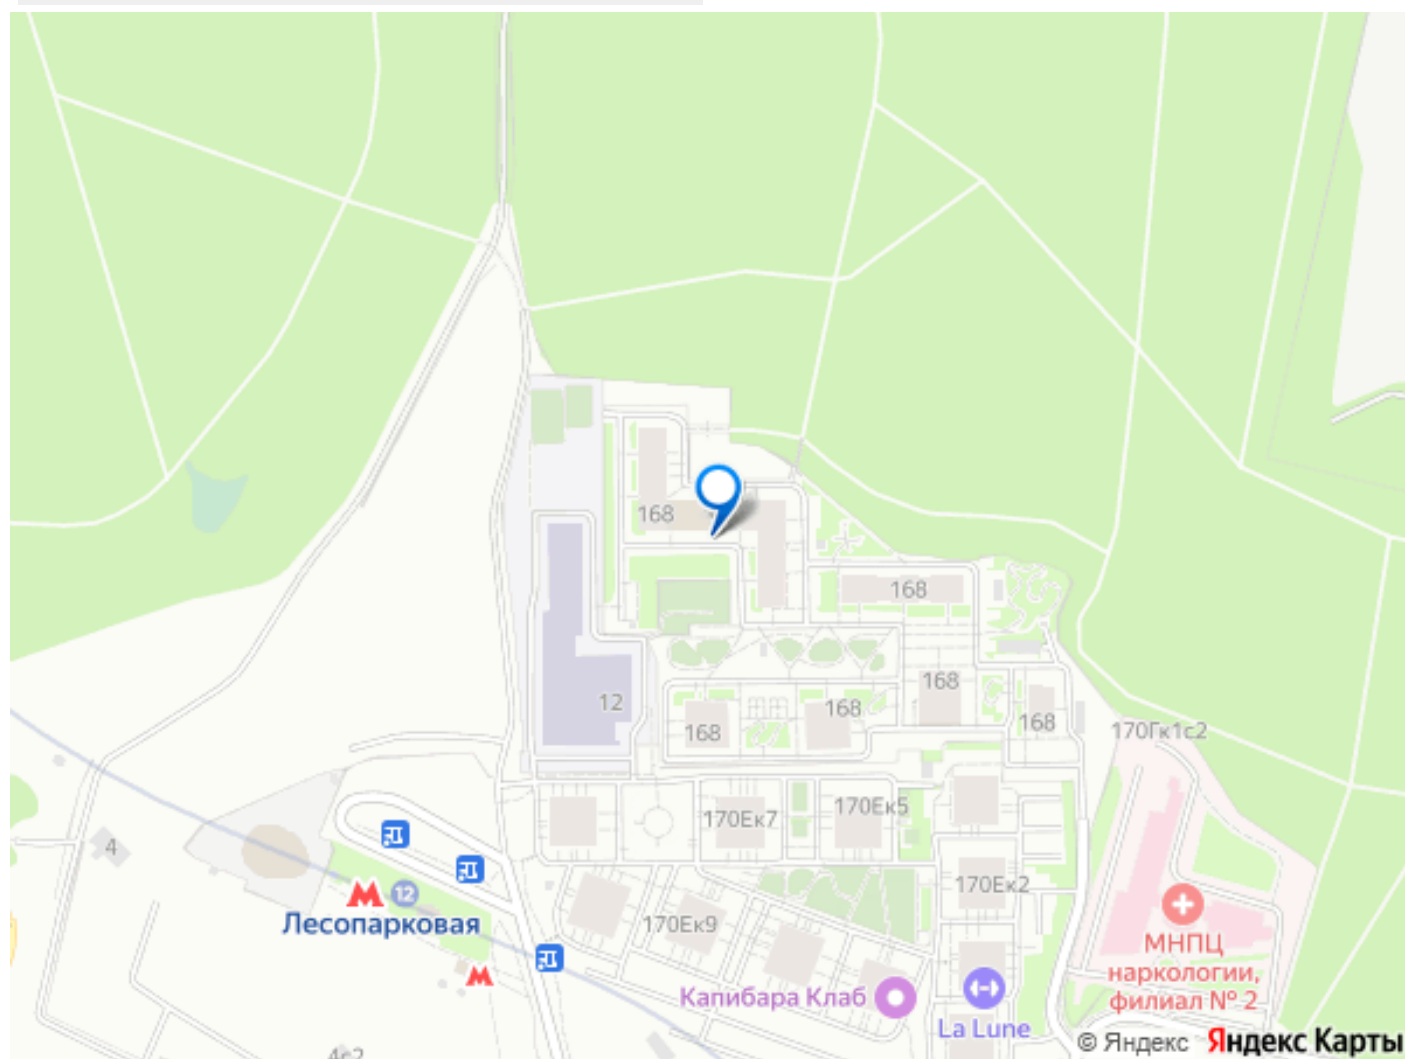 168
168
168
12
168
168
168
170Гк1с2
170Ек7
170Ек5
4
170Ек2
12
Лесопарковая
170Ек9
МНПЦ
наркологии,
филиал № 2
Капибара Клаб
La Lune
4с2
© Яндекс Яндекс Карты